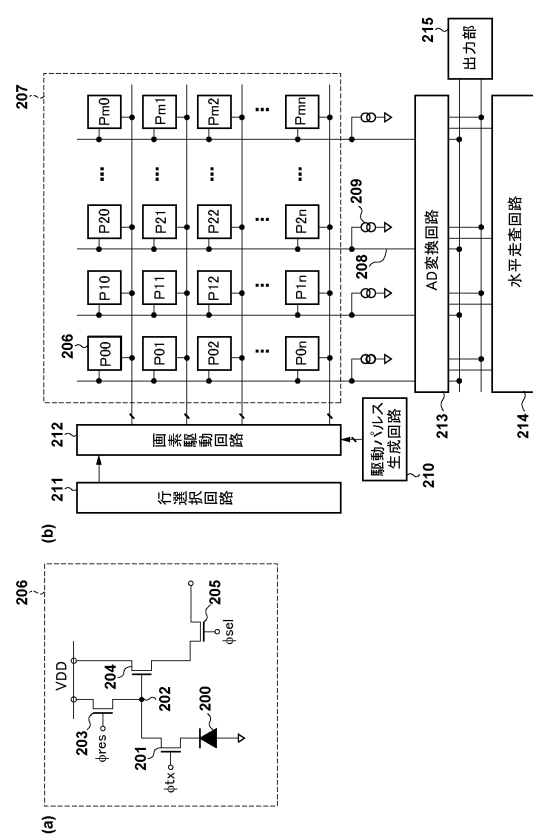 (a)
206
VDD
φres
203
204
202
201
φtx
200
205
φsel
(b)
211
行選択回路
212
画素駆動回路
210
駆動パルス
生成回路
207
206
P00
P10
P20
Pm0
P01
P11
P21
Pm1
P02
P12
P22
Pm2
P0n
P1n
P2n
Pmn
208
209
213
AD変換回路
214
水平走査回路
215
出力部